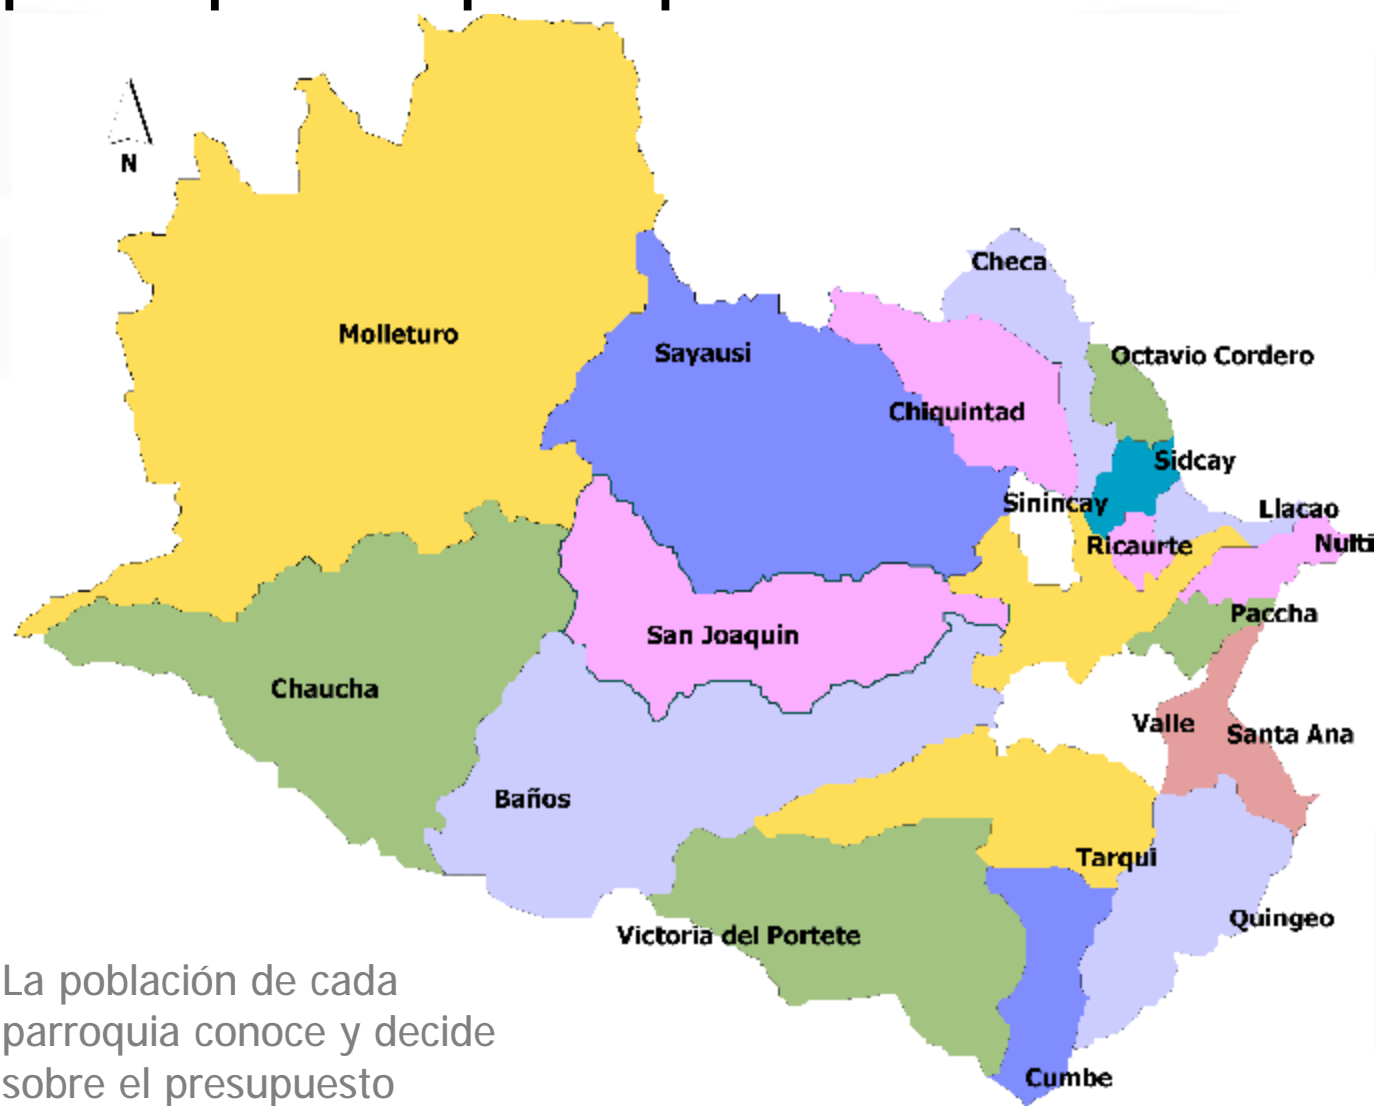 N
Checa
Molleturo
Sayausi
Octavio Cordero
Chiquintad
Sidcay
Sinincay
Llacao
Ricaurte
Nulti
Paccha
San Joaquin
Chaucha
Valle
Santa Ana
Baños
Tarqui
Quingeo
Victoria del Portete
La población de cada
parroquia conoce y decide
sobre el presupuesto
Cumbe